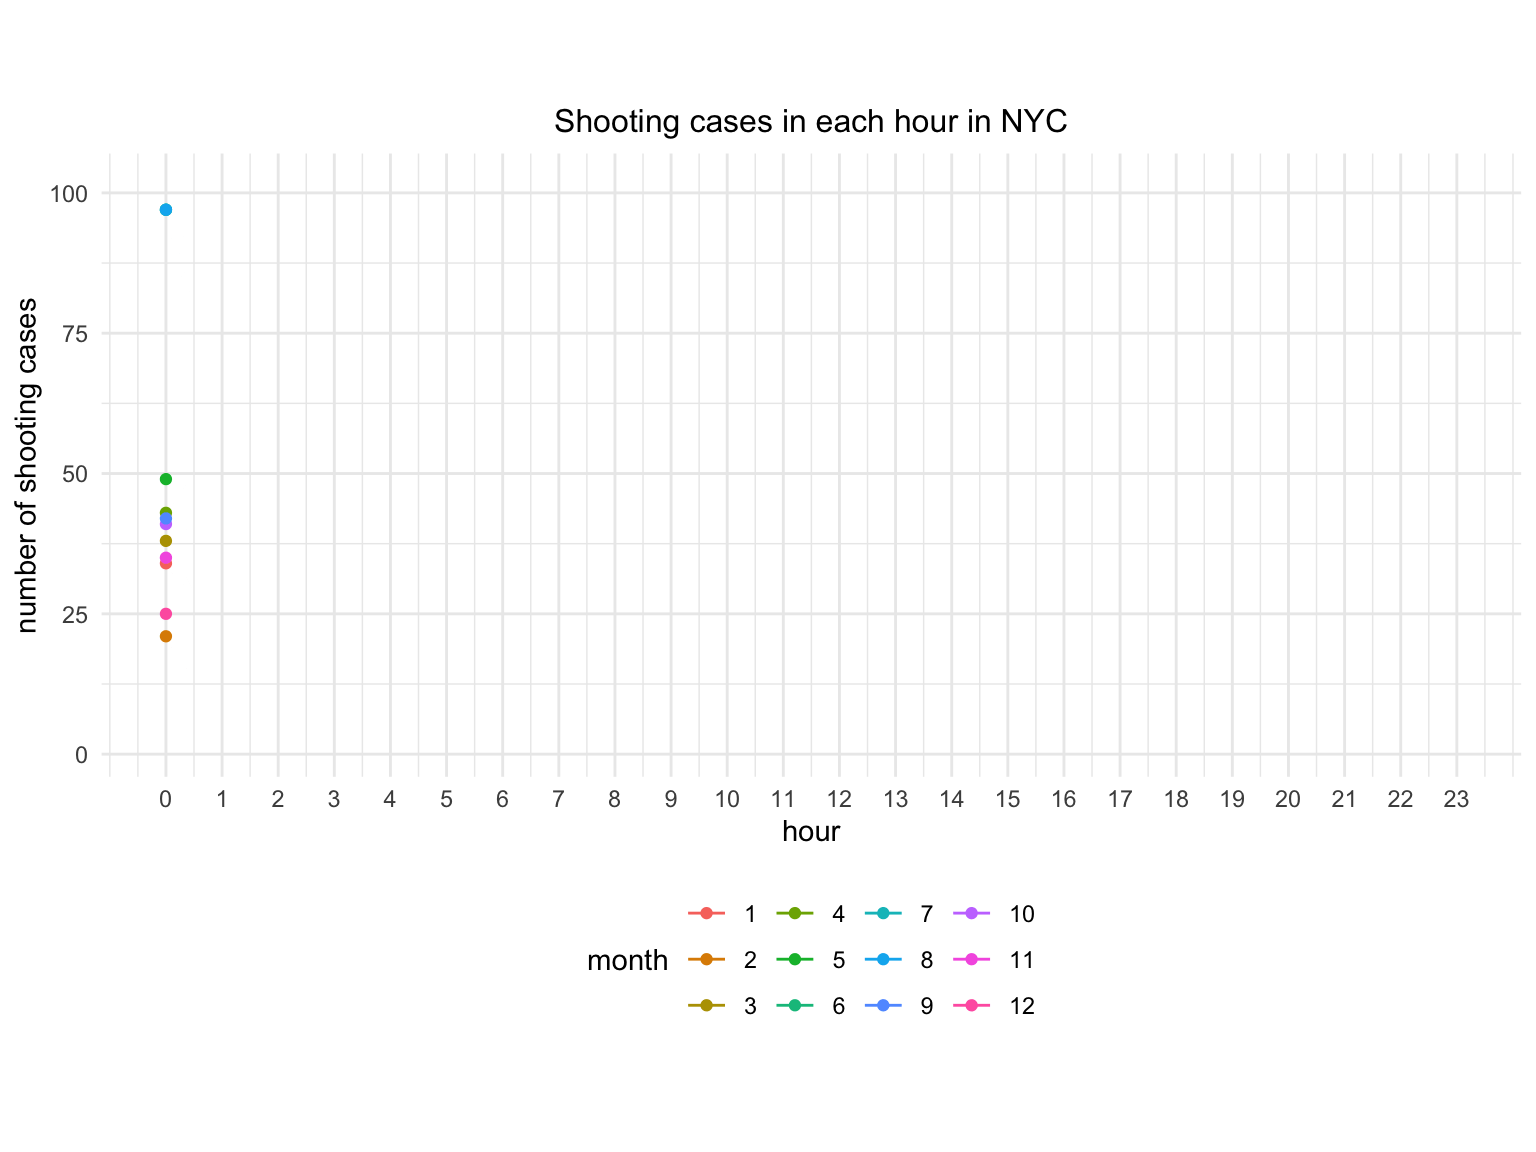 Shooting cases in each hour in NYC
number of shooting cases
100
75
50
25
0
0 1 2 3 4 5 6 7 8 9 10 11 12 13 14 15 16 17 18 19 20 21 22 23
hour
month
1 4 7 10
2 5 8 11
3 6 9 12